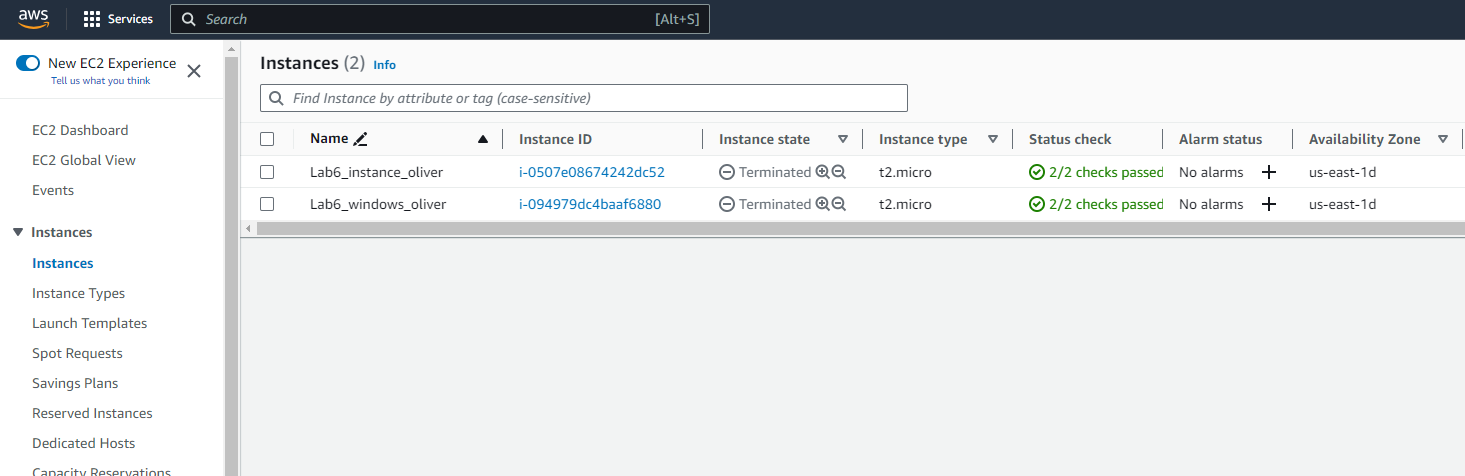 aws Services Search [Alt+S]
New EC2 Experience
Tell us what you think
EC2 Dashboard
EC2 Global View
Events
Instances
Instances
Instance Types
Launch Templates
Spot Requests
Savings Plans
Reserved Instances
Dedicated Hosts
Capacity Reservations
Instances (2) Info
Find Instance by attribute or tag (case-sensitive)
Name Instance ID Instance state Instance type Status check Alarm status Availability Zone
Lab6_instance_oliver i-0507e08674242dc52 Terminated t2.micro 2/2 checks passed No alarms us-east-1d
Lab6_windows_oliver i-094979dc4baaf6880 Terminated t2.micro 2/2 checks passed No alarms us-east-1d